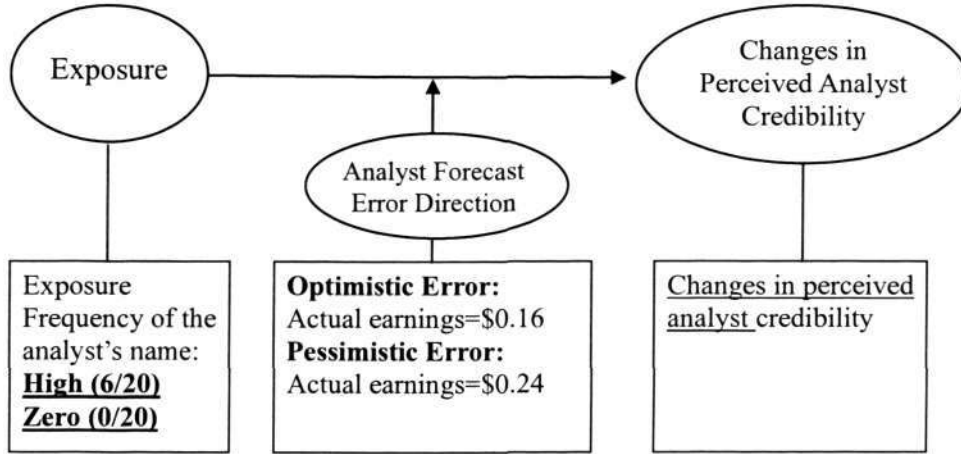 Exposure
Changes in
Perceived Analyst
Credibility
Analyst Forecast
Error Direction
Exposure
Frequency of the
analyst's name:
High (6/20)
Zero (0/20)
Optimistic Error:
Actual earnings=$0.16
Pessimistic Error:
Actual earnings=$0.24
Changes in perceived
analyst credibility